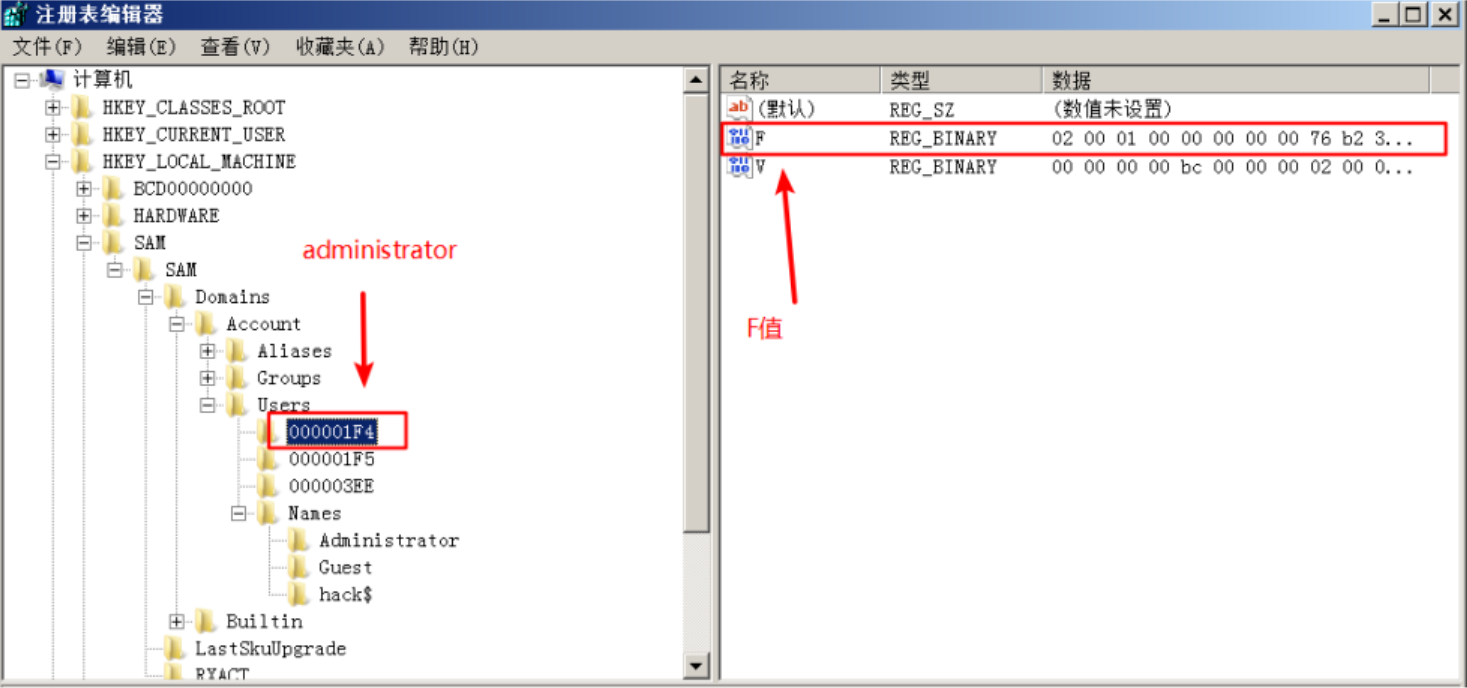 注册表编辑器
文件(F) 编辑(E) 查看(V) 收藏夹(A) 帮助(H)
计算机
HKEY_CLASSES_ROOT
HKEY_CURRENT_USER
HKEY_LOCAL_MACHINE
BCD00000000
HARDWARE
SAM
SAM
Domains
Account
Aliases
Groups
Users
000001F4
000001F5
000003EE
Names
Administrator
Guest
hack$
Builtin
LastSkuUpgrade
RXACT
administrator
名称 类型 数据
(默认) REG_SZ (数值未设置)
F REG_BINARY 02 00 01 00 00 00 00 00 76 b2 3...
V REG_BINARY 00 00 00 00 bc 00 00 00 02 00 0...
F值